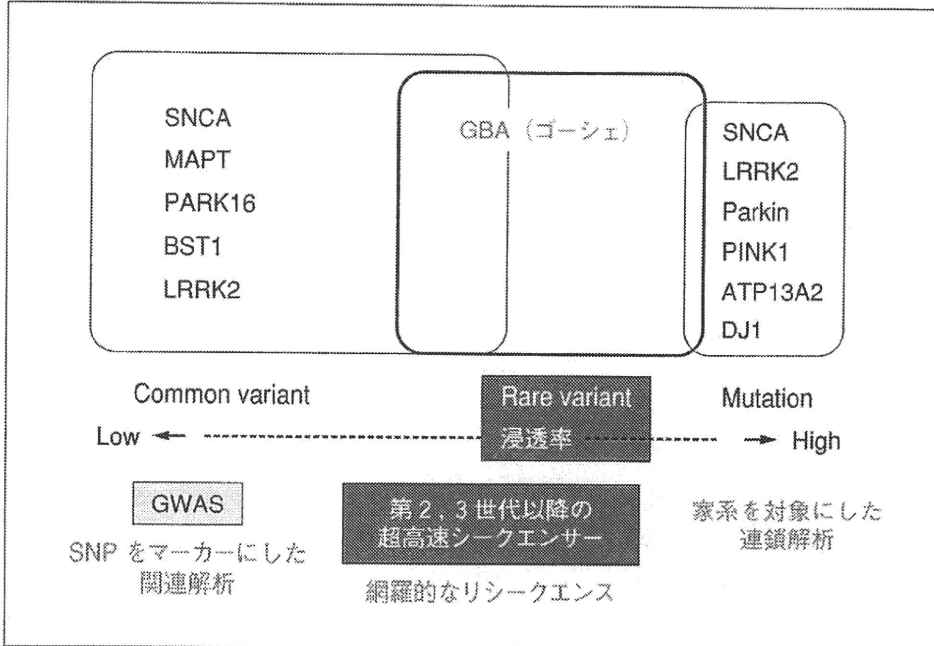 SNCA
MAPT
PARK16
BST1
LRRK2
GBA（ゴーシェ）
SNCA
LRRK2
Parkin
PINK1
ATP13A2
DJ1
Common variant
Rare variant
Mutation
Low
浸透率
High
GWAS
SNP をマーカーにした
関連解析
第2，3世代以降の
超高速シークエンサー
網羅的なリシークエンス
家系を対象にした
連鎖解析